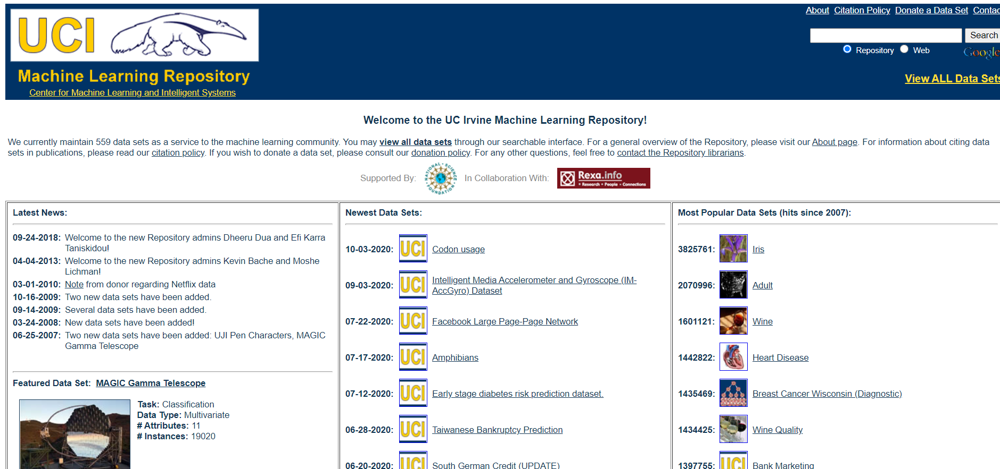 UCI
Machine Learning Repository
Center for Machine Learning and Intelligent Systems
About Citation Policy Donate a Data Set
Search
Repository Web
Google
View ALL Data Sets
Welcome to the UC Irvine Machine Learning Repository!
We currently maintain 559 data sets as a service to the machine learning community. You may view all data sets through our searchable interface. For a general overview of the Repository, please visit our About page. For information about citing data
sets in publications, please read our citation policy. If you wish to donate a data set, please consult our donation policy. For any other questions, feel free to contact the Repository librarians.
Supported By: NATIONAL SCIENCE FOUNDATION In Collaboration With: Rexa.info
Research • People • Connections
Latest News:
09-24-2018: Welcome to the new Repository admins Dheeru Dua and Efi Karra
Taniskidou!
04-04-2013: Welcome to the new Repository admins Kevin Bache and Moshe
Lichman!
03-01-2010: Note from donor regarding Netflix data
10-16-2009: Two new data sets have been added.
09-14-2009: Several data sets have been added.
03-24-2008: New data sets have been added!
06-25-2007: Two new data sets have been added: UJI Pen Characters, MAGIC
Gamma Telescope
Featured Data Set: MAGIC Gamma Telescope
Task: Classification
Data Type: Multivariate
# Attributes: 11
# Instances: 19020
Newest Data Sets:
10-03-2020: UCI Codon usage
09-03-2020: UCI Intelligent Media Accelerometer and Gyroscope (IM-
AccGyro) Dataset
07-22-2020: UCI Facebook Large Page-Page Network
07-17-2020: UCI Amphibians
07-12-2020: UCI Early stage diabetes risk prediction dataset.
06-28-2020: UCI Taiwanese Bankruptcy Prediction
06-20-2020: UCI South German Credit (UPDATE)
Most Popular Data Sets (hits since 2007):
3825761: Iris
2070996: Adult
1601121: Wine
1442822: Heart Disease
1435469: Breast Cancer Wisconsin (Diagnostic)
1434425: Wine Quality
1397755: UCI Bank Marketing